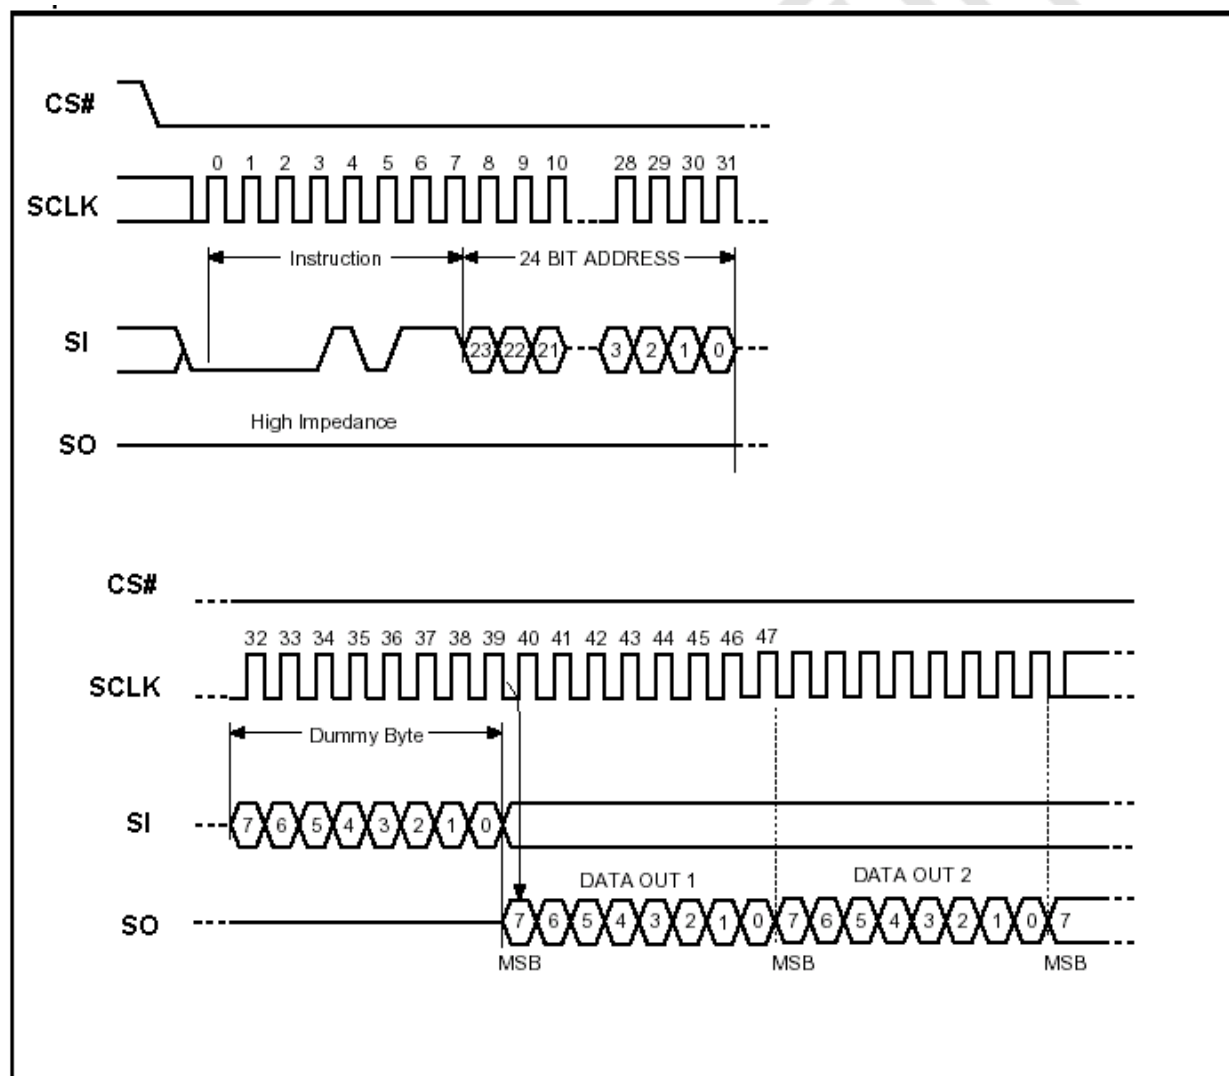 CS#
0 1 2 3 4 5 6 7 8 9 10 28 29 30 31
SCLK
Instruction 24 BIT ADDRESS
SI 23 22 21 3 2 1 0
High Impedance
SO
CS#
32 33 34 35 36 37 38 39 40 41 42 43 44 45 46 47
SCLK
Dummy Byte
SI 7 6 5 4 3 2 1 0
DATA OUT 1 DATA OUT 2
SO 7 6 5 4 3 2 1 0 7 6 5 4 3 2 1 0 7
MSB MSB MSB